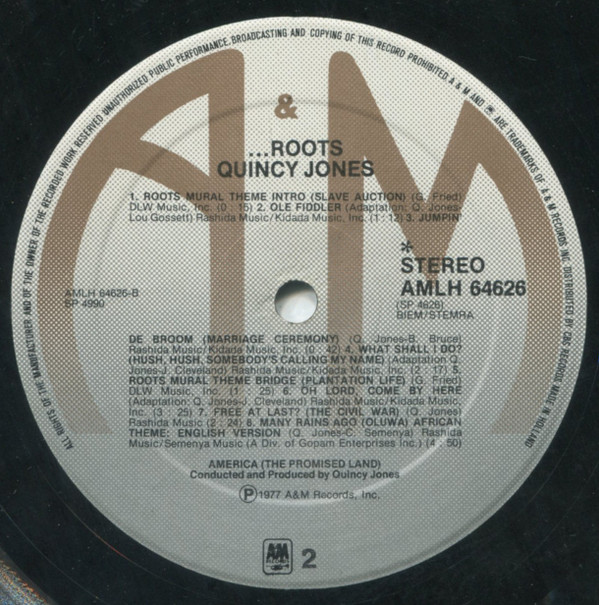 ALL RIGHTS OF THE MANUFACTURER AND OF THE OWNER OF THE RECORDED WORK RESERVED UNAUTHORIZED PUBLIC PERFORMANCE, BROADCASTING AND COPYING OF THIS RECORD PROHIBITED A & M AND ARE TRADEMARKS OF A & M RECORDS INC. DISTRIBUTED BY CBS RECORDS MADE IN HOLLAND
A & M
...ROOTS
QUINCY JONES
1. ROOTS MURAL THEME INTRO (SLAVE AUCTION) (G. Fried)
DLW Music, Inc. (0 : 15) 2. OLE FIDDLER (Adaptation: Q. Jones-
Lou Gossett) Rashida Music/Kidada Music, Inc. (1 : 12) 3. JUMPIN'
*
STEREO
AMLH 64626
(SP 4626)
BIEM/STEMRA
AMLH 64626-B
SP 4990
DE BROOM (MARRIAGE CEREMONY) (Q. Jones-B. Bruce)
Rashida Music/Kidada Music, Inc. (0 : 42) 4. WHAT SHALL I DO?
(HUSH, HUSH, SOMEBODY'S CALLING MY NAME) (Adaptation Q.
Jones-J. Cleveland) Rashida Music/Kidada Music, Inc. (2 : 17) 5.
ROOTS MURAL THEME BRIDGE (PLANTATION LIFE) (G. Fried)
DLW Music, Inc. (1 : 25) 6. OH LORD, COME BY HERE
(Adaptation: Q. Jones-J. Cleveland) Rashida Music/Kidada Music, Inc.
(3 : 25) 7. FREE AT LAST? (THE CIVIL WAR) (Q. Jones)
Rashida Music (2 : 24) 8. MANY RAINS AGO (OLUWA) AFRICAN
THEME: ENGLISH VERSION (Q. Jones-C. Semenya) Rashida
Music/Semenya Music (A Div. of Gopam Enterprises Inc.) (4 : 50)
AMERICA (THE PROMISED LAND)
Conducted and Produced by Quincy Jones
Ⓟ1977 A&M Records, Inc.
A&M
RECORDS
2